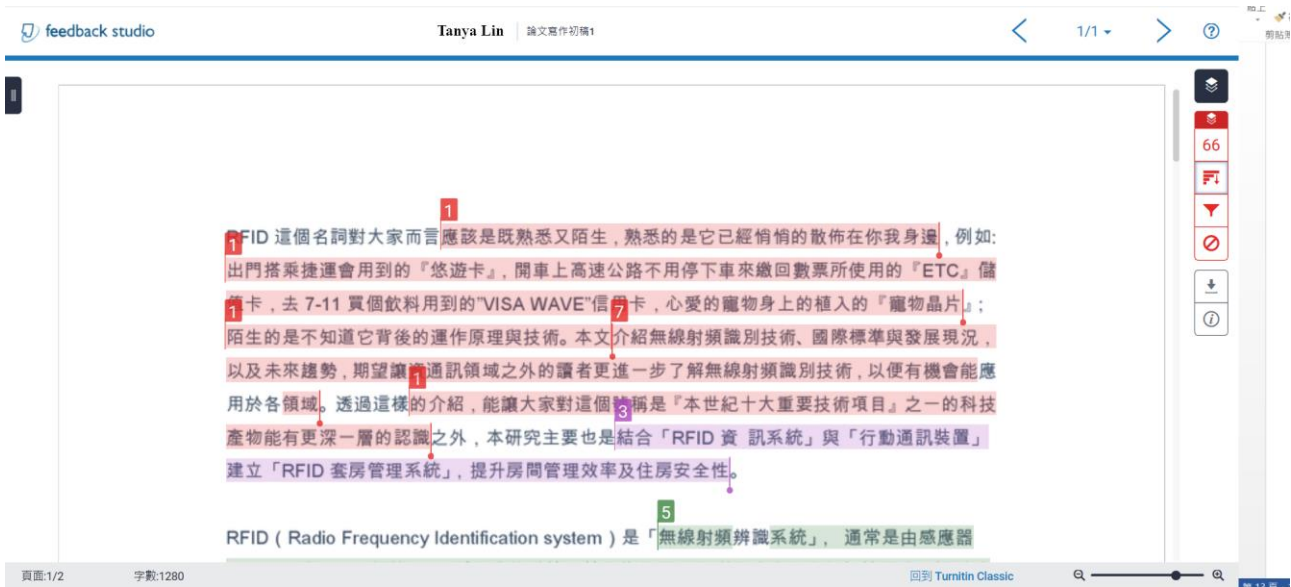 feedback studio
Tanya Lin 論文寫作初稿1
1/1
66
1
RFID 這個名詞對大家而言應該是既熟悉又陌生，熟悉的是它已經悄悄的散佈在你我身邊，例如:
1
出門搭乘捷運會用到的『悠遊卡』，開車上高速公路不用停下車來繳回數票所使用的『ETC』儲
卡，去 7-11 買個飲料用到的"VISA WAVE"信用卡，心愛的寵物身上的植入的『寵物晶片』；
1
7
陌生的是不知道它背後的運作原理與技術。本文介紹無線射頻識別技術、國際標準與發展現況，
以及未來趨勢，期望讓資通訊領域之外的讀者更進一步了解無線射頻識別技術，以便有機會能應
1
用於各領域。透過這樣的介紹，能讓大家對這個號稱是『本世紀十大重要技術項目』之一的科技
3
產物能有更深一層的認識之外，本研究主要也是結合「RFID 資 訊系統」與「行動通訊裝置」
建立「RFID 套房管理系統」，提升房間管理效率及住房安全性。
5
RFID ( Radio Frequency Identification system ) 是「無線射頻辨識系統」， 通常是由感應器
頁面:1/2 字數:1280 回到 Turnitin Classic